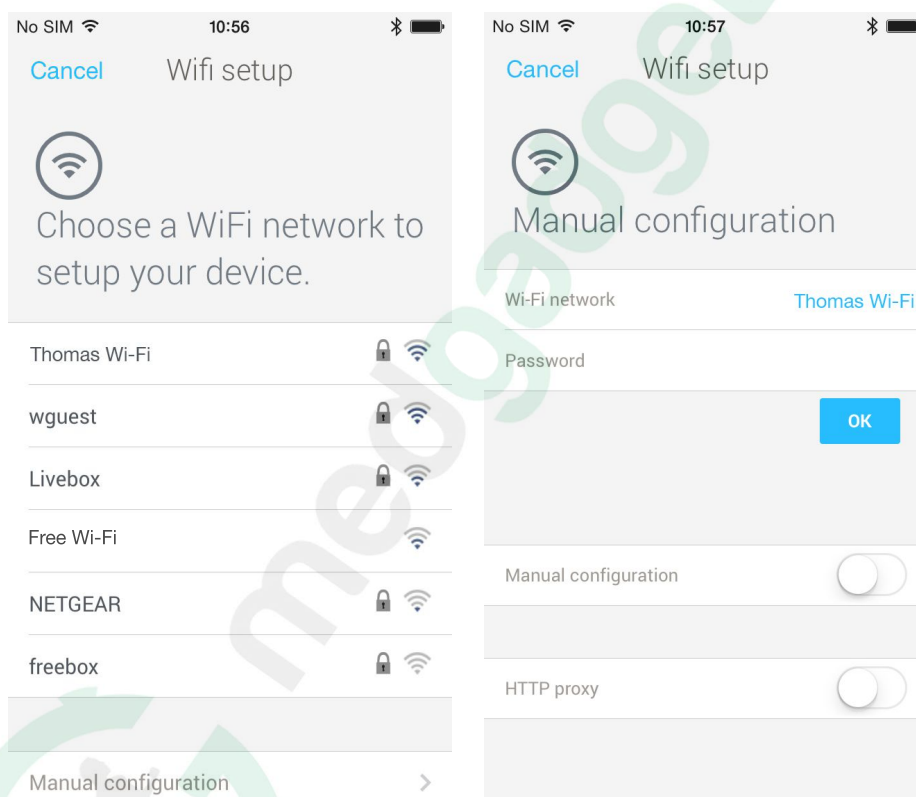 No SIM 10:56
Cancel Wifi setup
Choose a WiFi network to
setup your device.
Thomas Wi-Fi
wguest
Livebox
Free Wi-Fi
NETGEAR
freebox
Manual configuration
No SIM 10:57
Cancel Wifi setup
Manual configuration
Wi-Fi network Thomas Wi-Fi
Password
OK
Manual configuration
HTTP proxy
medgadget